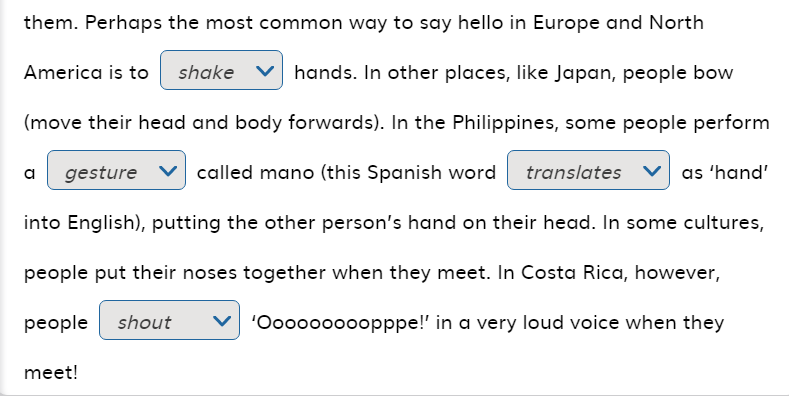 them. Perhaps the most common way to say hello in Europe and North
America is to shake hands. In other places, like Japan, people bow
(move their head and body forwards). In the Philippines, some people perform
a gesture called mano (this Spanish word translates as ‘hand’
into English), putting the other person’s hand on their head. In some cultures,
people put their noses together when they meet. In Costa Rica, however,
people shout ‘Ooooooooopppe!’ in a very loud voice when they
meet!